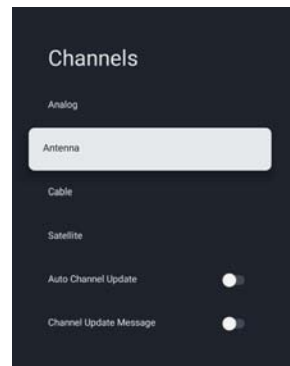 Channels
Analog
Antenna
Cable
Satellite
Auto Channel Update
Channel Update Message